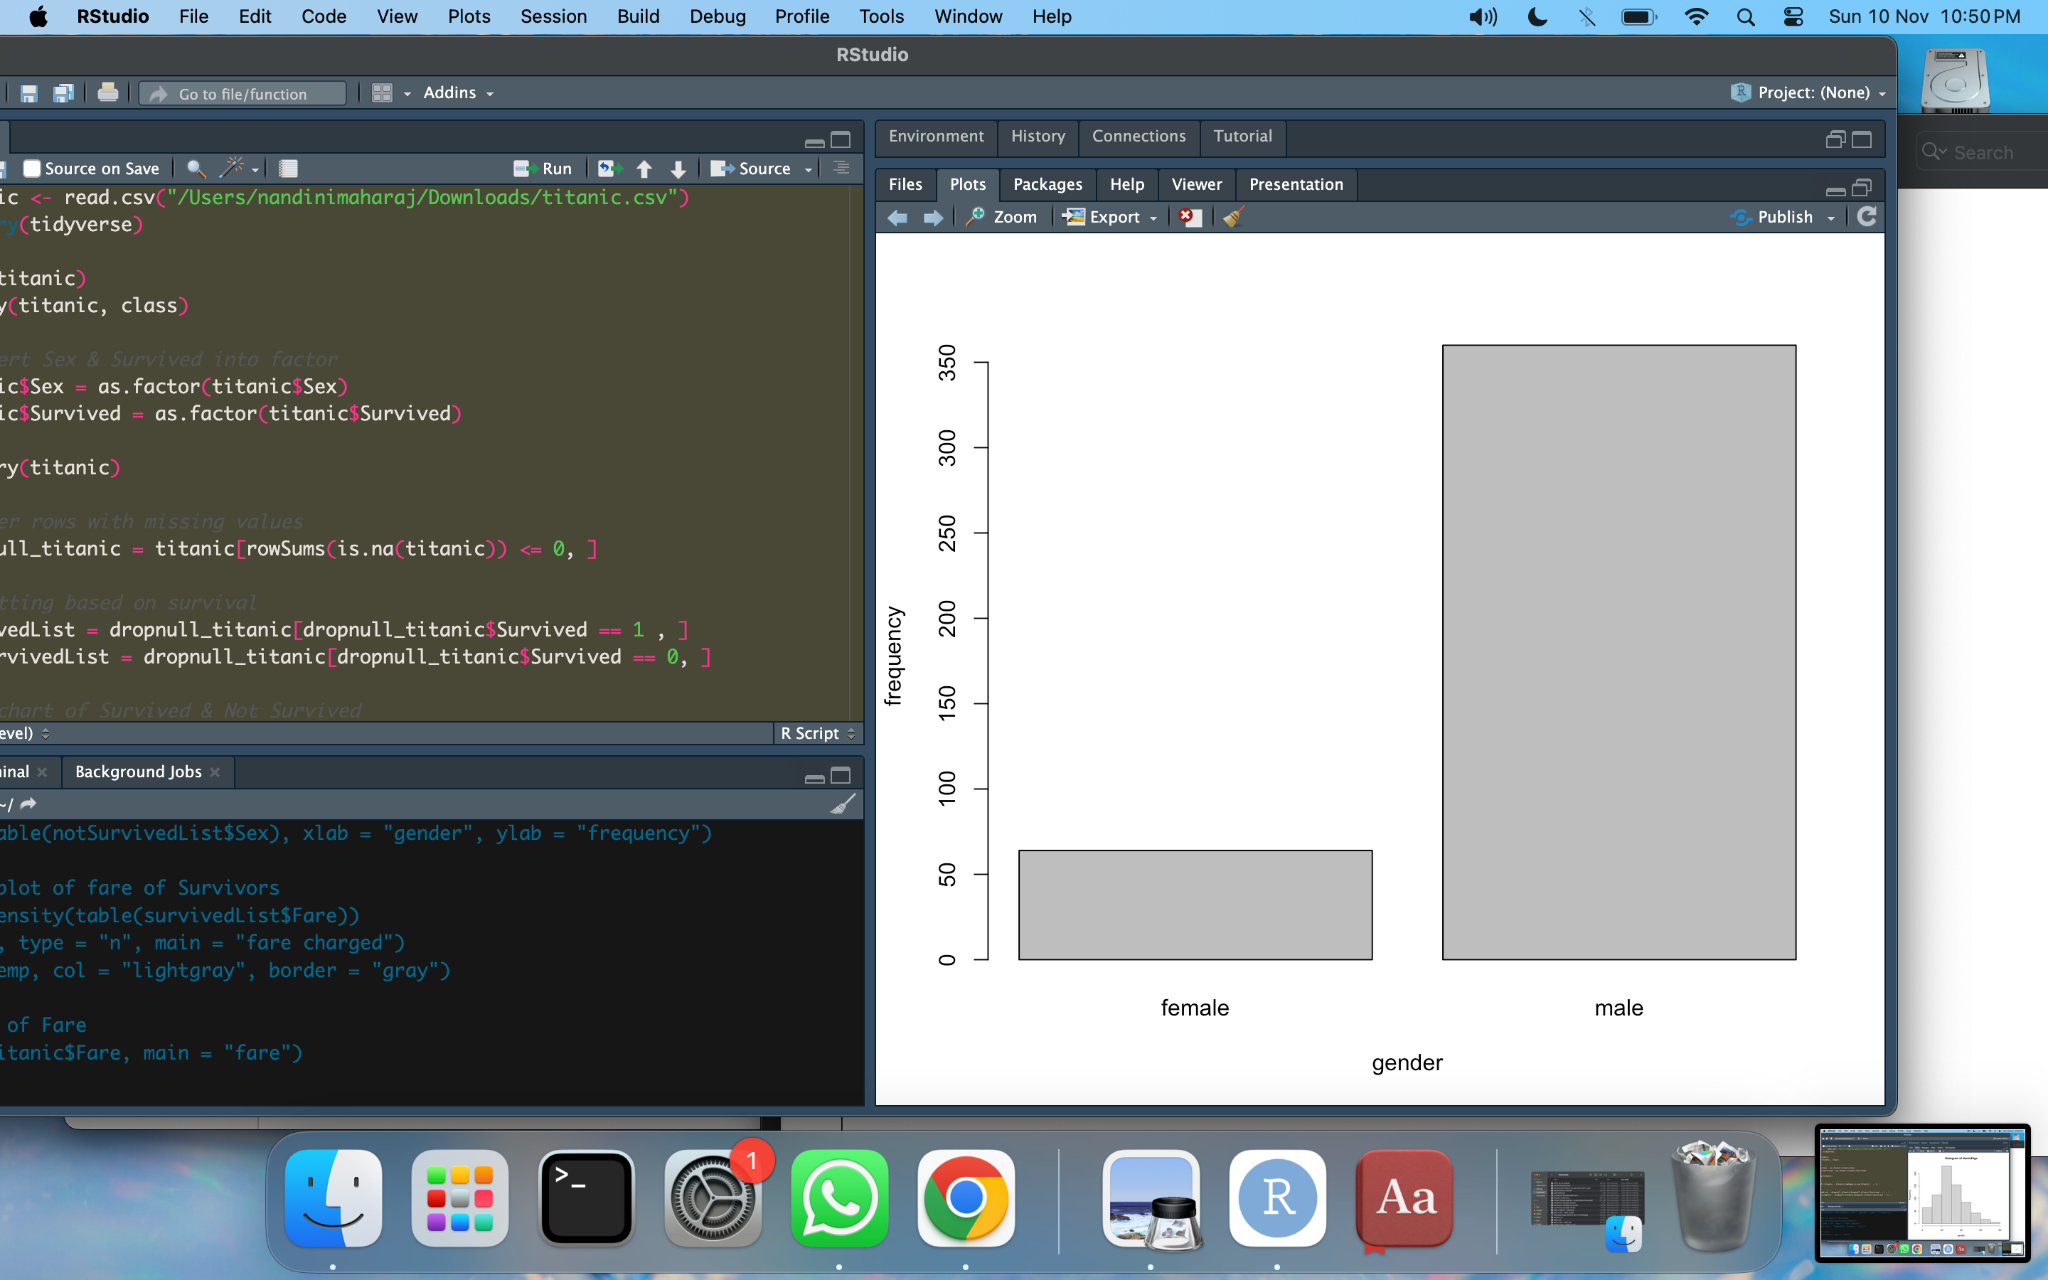 RStudio File Edit Code View Plots Session Build Debug Profile Tools Window Help Sun 10 Nov 10:50 PM
RStudio
Go to file/function Addins Project: (None)
Source on Save Run Source
ic <- read.csv("/Users/nandinimaharaj/Downloads/titanic.csv")
ry(tidyverse)
titanic)
y(titanic, class)
ert Sex & Survived into factor
ic$Sex = as.factor(titanic$Sex)
ic$Survived = as.factor(titanic$Survived)
ry(titanic)
er rows with missing values
ull_titanic = titanic[rowSums(is.na(titanic)) <= 0, ]
tting based on survival
vedList = dropnull_titanic[dropnull_titanic$Survived == 1 , ]
rvivedList = dropnull_titanic[dropnull_titanic$Survived == 0, ]
chart of Survived & Not Survived
evel) R Script
inal Background Jobs
~/
able(notSurvivedList$Sex), xlab = "gender", ylab = "frequency")
plot of fare of Survivors
ensity(table(survivedList$Fare))
, type = "n", main = "fare charged")
emp, col = "lightgray", border = "gray")
of Fare
itanic$Fare, main = "fare")
Environment History Connections Tutorial
Files Plots Packages Help Viewer Presentation
Zoom Export Publish
350
300
250
200
150
100
50
0
frequency
female male
gender
Search
1
>_
R
Aa